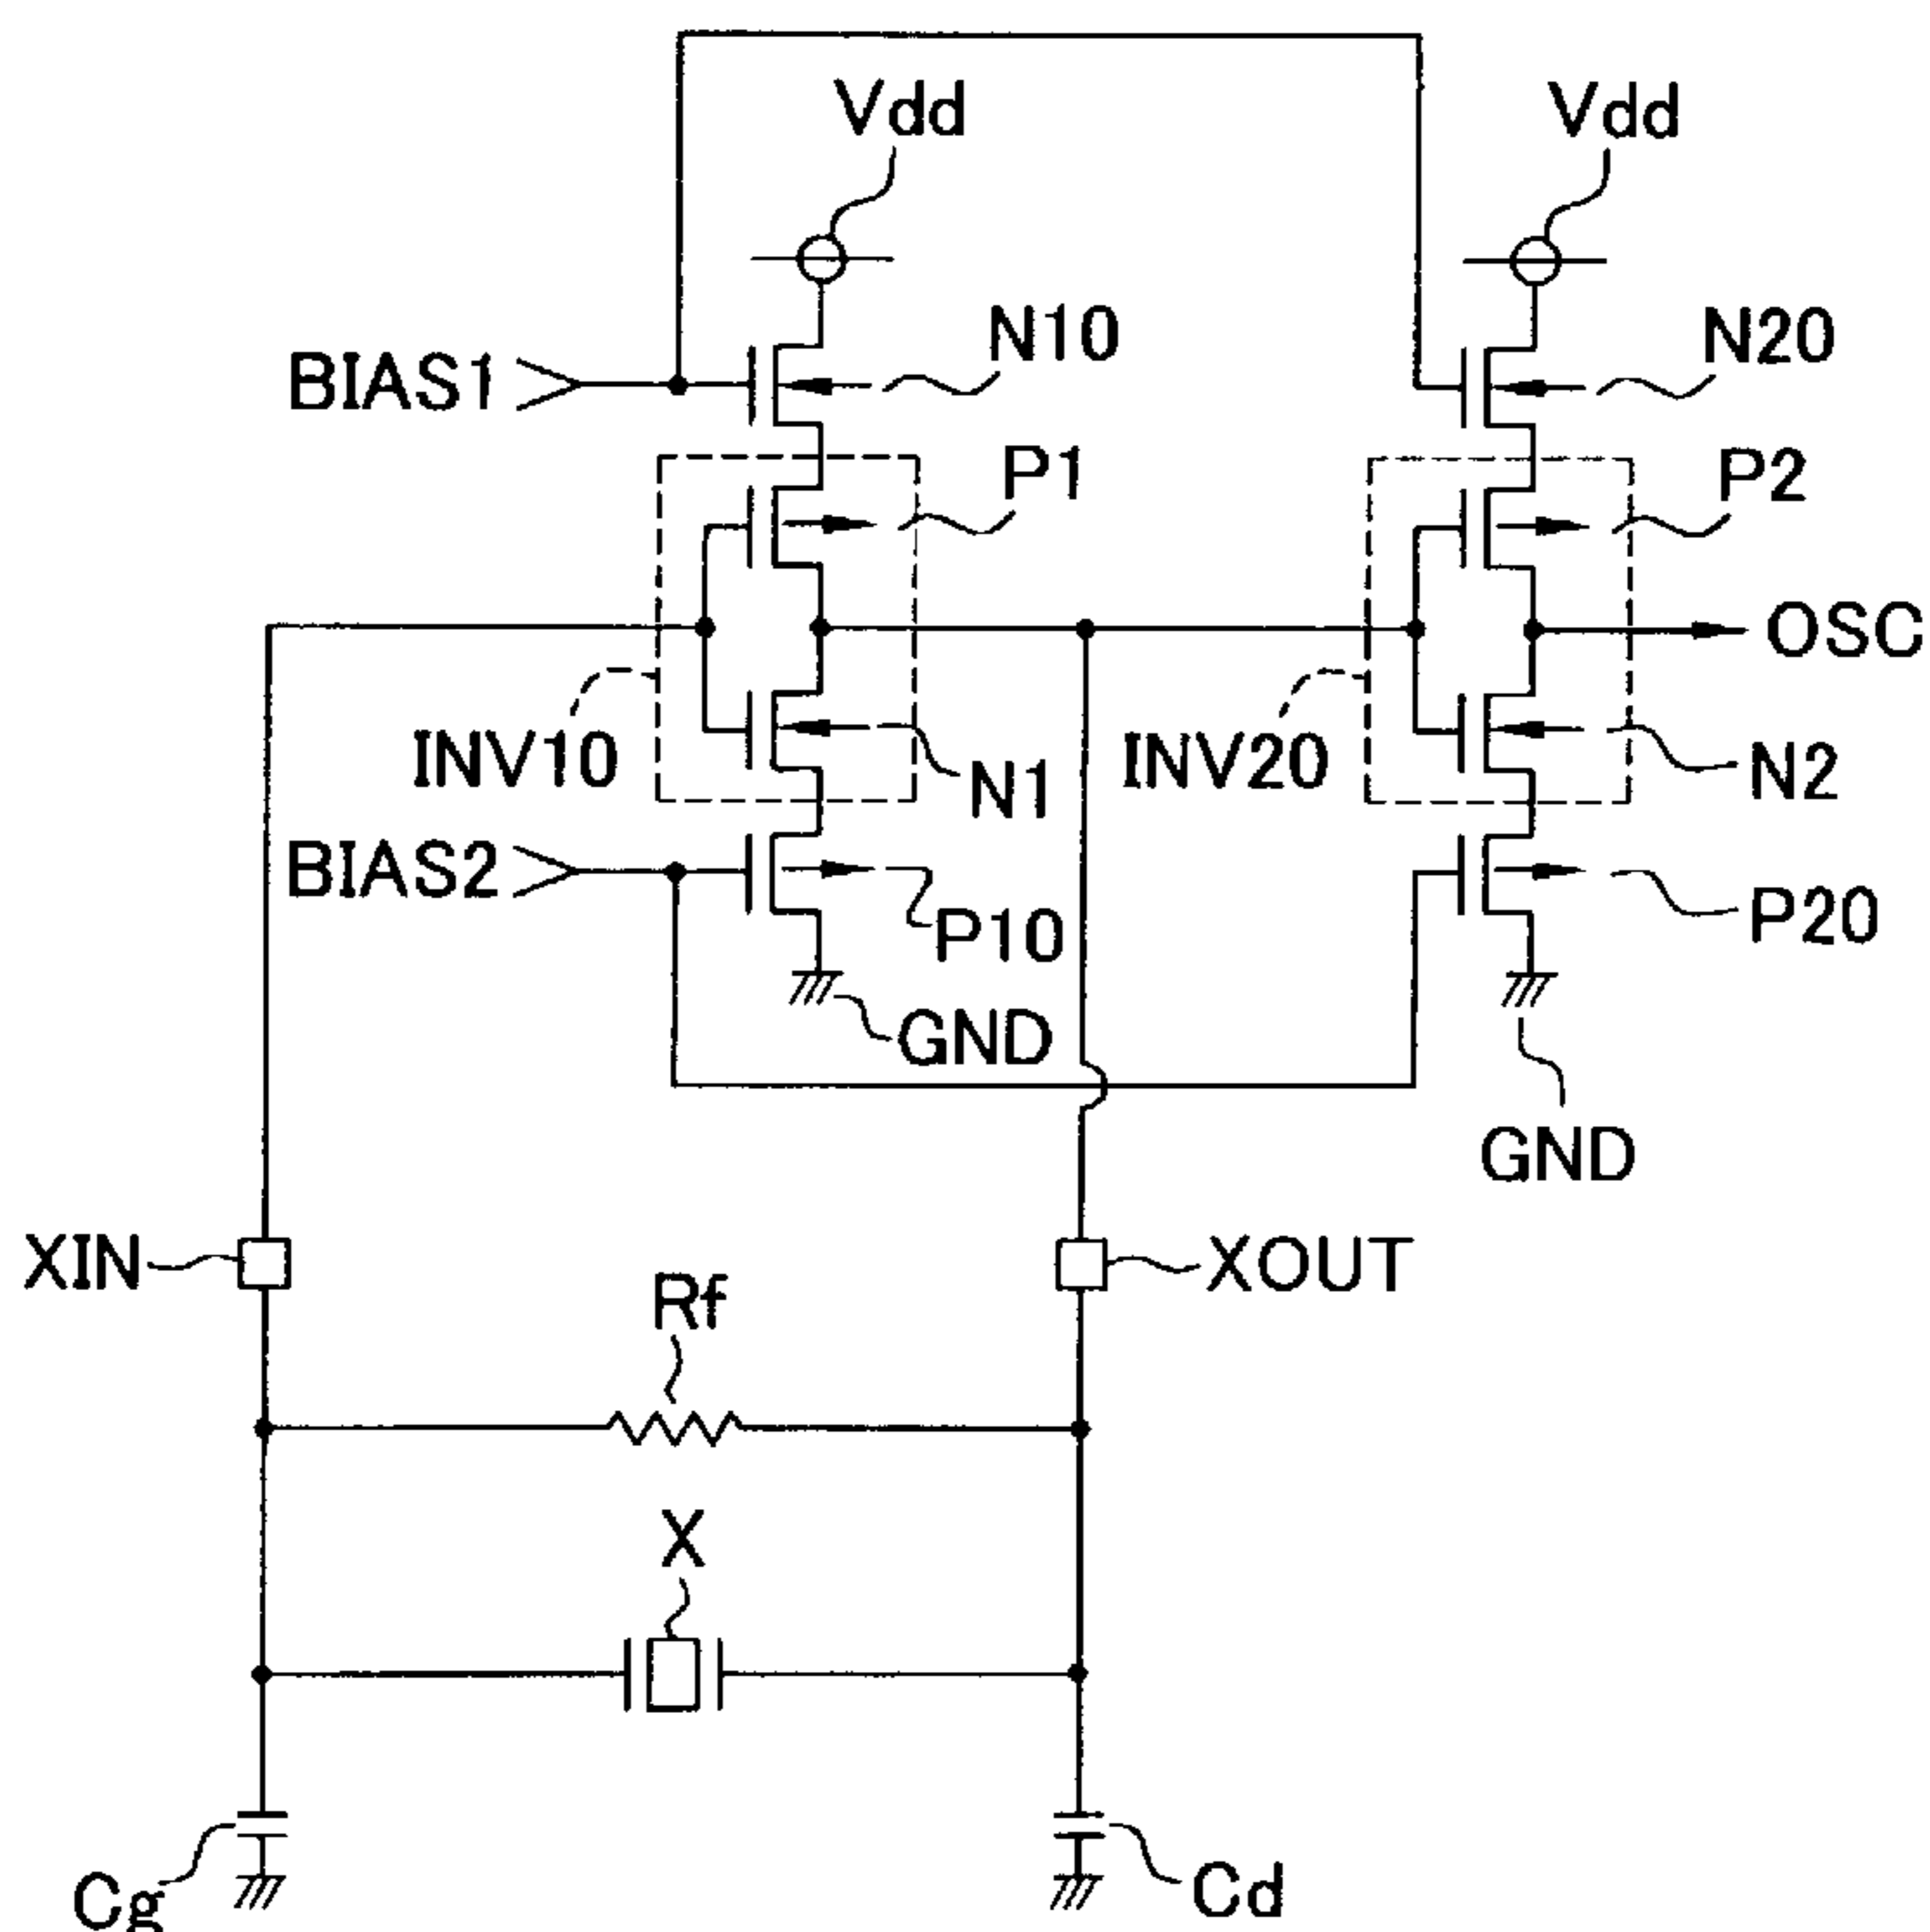 Vdd
Vdd
N10
N20
BIAS1
P1
P2
OSC
INV10
N1
INV20
N2
BIAS2
P10
P20
GND
GND
XIN
XOUT
Rf
X
Cg
Cd